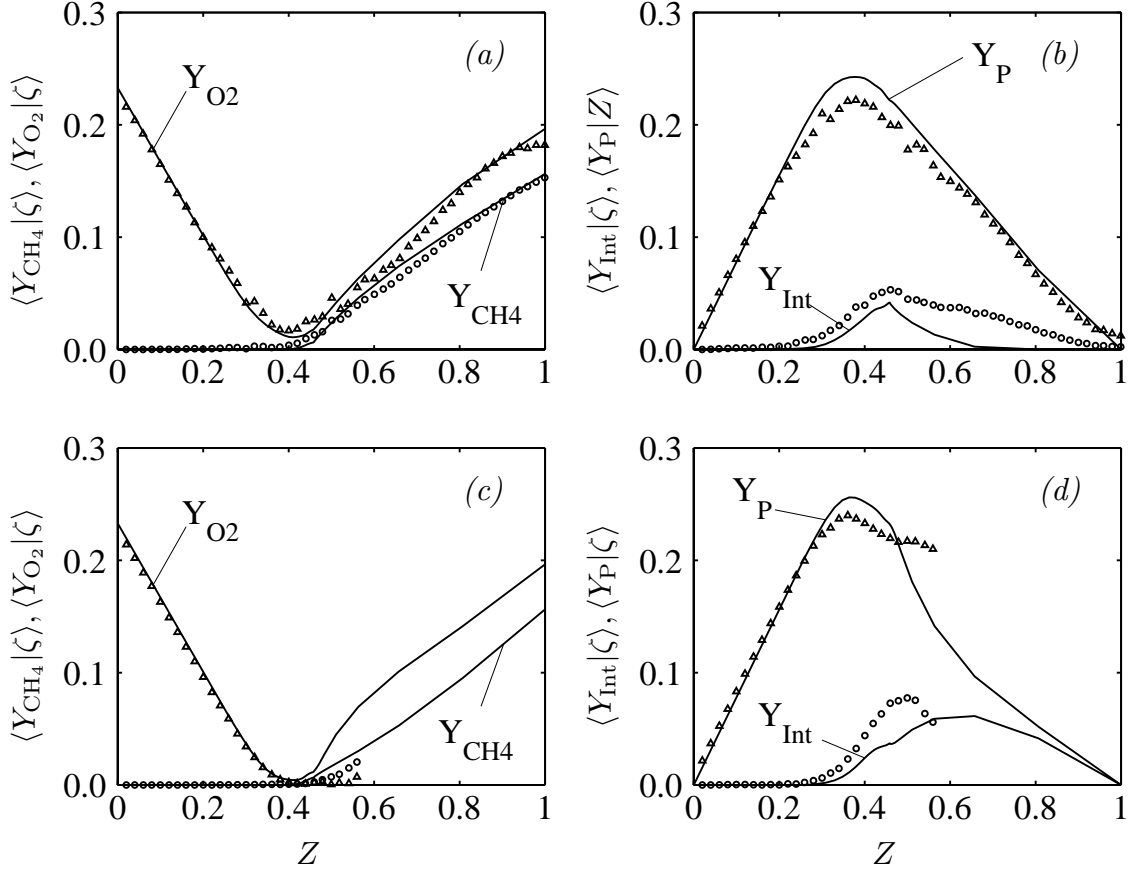 0.3
0.2
0.1
0.0
0 0.2 0.4 0.6 0.8 1
⟨Y_CH₄|ζ⟩, ⟨Y_O₂|ζ⟩
(a)
Y_O2
Y_CH4
0.3
0.2
0.1
0.0
0 0.2 0.4 0.6 0.8 1
⟨Y_Int|ζ⟩, ⟨Y_P|Z⟩
(b)
Y_P
Y_Int
0.3
0.2
0.1
0.0
0 0.2 0.4 0.6 0.8 1
Z
⟨Y_CH₄|ζ⟩, ⟨Y_O₂|ζ⟩
(c)
Y_O2
Y_CH4
0.3
0.2
0.1
0.0
0 0.2 0.4 0.6 0.8 1
Z
⟨Y_Int|ζ⟩, ⟨Y_P|ζ⟩
(d)
Y_P
Y_Int